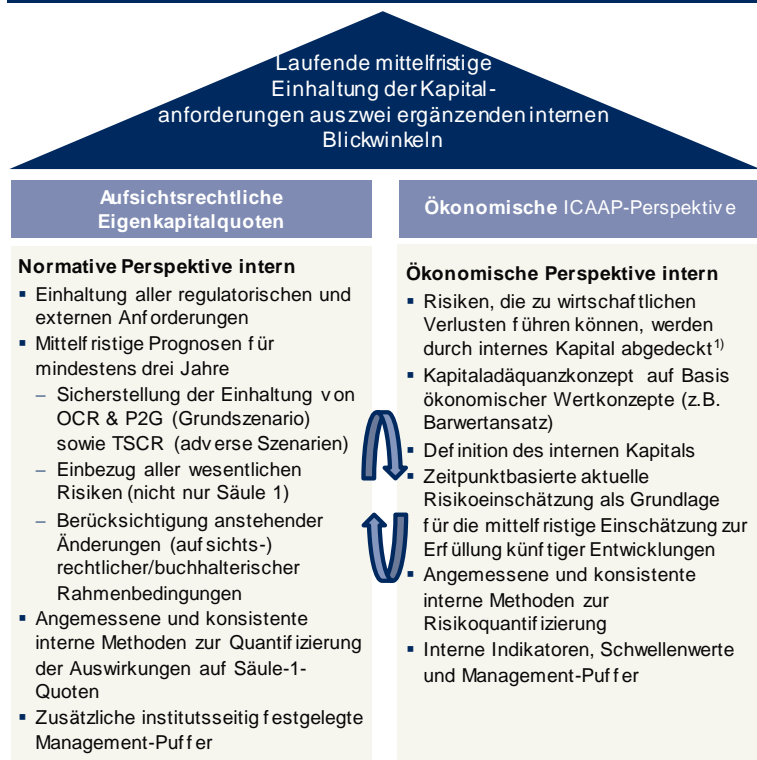 Laufende mittelfristige
Einhaltung der Kapital-
anforderungen aus zwei ergänzenden internen
Blickwinkeln
Aufsichtsrechtliche
Eigenkapitalquoten
Normative Perspektive intern
▪ Einhaltung aller regulatorischen und
externen Anforderungen
▪ Mittelfristige Prognosen für
mindestens drei Jahre
– Sicherstellung der Einhaltung von
OCR & P2G (Grundszenario)
sowie TSCR (adverse Szenarien)
– Einbezug aller wesentlichen
Risiken (nicht nur Säule 1)
– Berücksichtigung anstehender
Änderungen (aufsichts-)
rechtlicher/buchhalterischer
Rahmenbedingungen
▪ Angemessene und konsistente
interne Methoden zur Quantifizierung
der Auswirkungen auf Säule-1-
Quoten
▪ Zusätzliche institutsseitig festgelegte
Management-Puffer
Ökonomische ICAAP-Perspektive
Ökonomische Perspektive intern
▪ Risiken, die zu wirtschaftlichen
Verlusten führen können, werden
durch internes Kapital abgedeckt1)
▪ Kapitaladäquanzkonzept auf Basis
ökonomischer Wertkonzepte (z.B.
Barwertansatz)
▪ Definition des internen Kapitals
▪ Zeitpunktbasierte aktuelle
Risikoeinschätzung als Grundlage
für die mittelfristige Einschätzung zur
Erfüllung künftiger Entwicklungen
▪ Angemessene und konsistente
interne Methoden zur
Risikoquantifizierung
▪ Interne Indikatoren, Schwellenwerte
und Management-Puffer